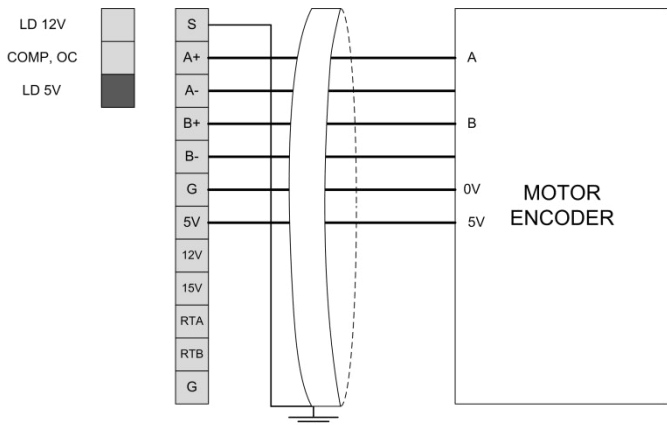 LD 12V
COMP, OC
LD 5V
S
A+
A-
B+
B-
G
5V
12V
15V
RTA
RTB
G
A
B
0V
5V
MOTOR
ENCODER